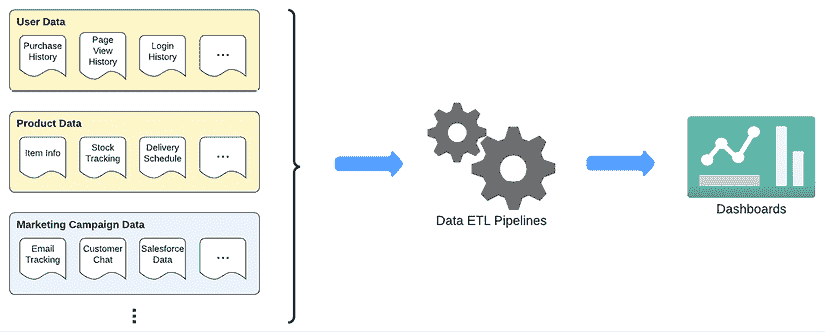 User Data
Purchase
History
Page
View
History
Login
History
...
Product Data
Item Info
Stock
Tracking
Delivery
Schedule
...
Marketing Campaign Data
Email
Tracking
Customer
Chat
Salesforce
Data
...
Data ETL Pipelines
Dashboards